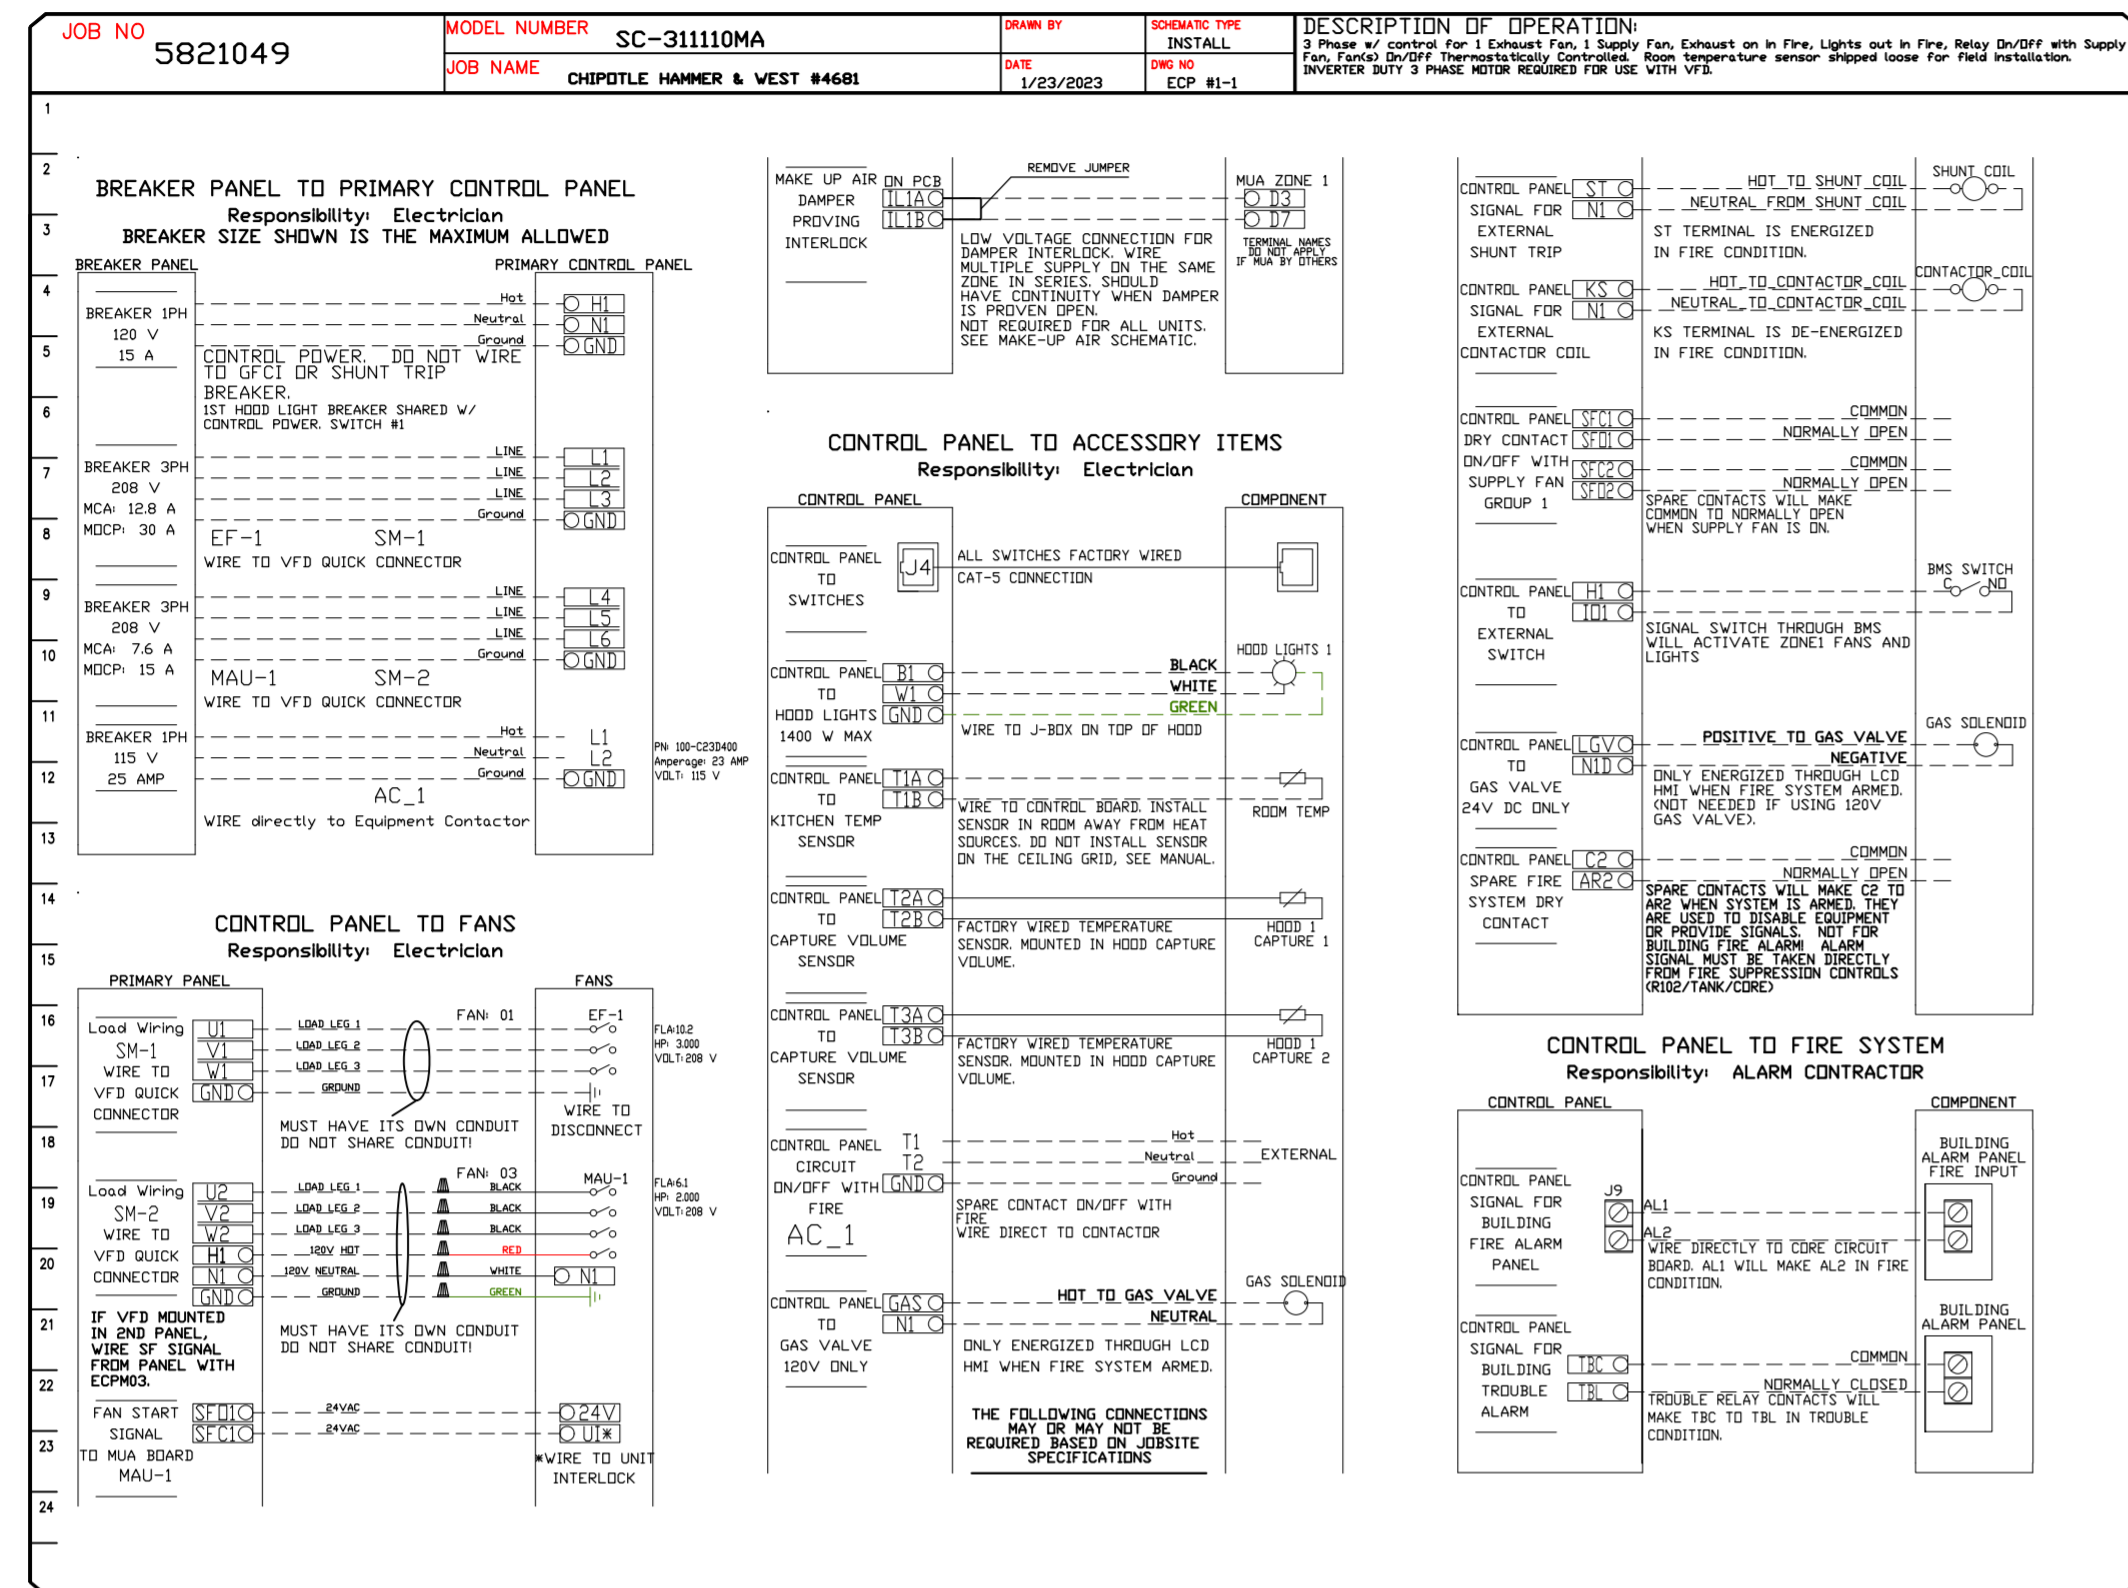 JOB NO
5821049
MODEL NUMBER
SC-311110MA
JOB NAME
CHIPOTLE HAMMER & WEST #4681
DRAWN BY
SCHEMATIC TYPE
INSTALL
DATE
1/23/2023
DWG NO
ECP #1-1
DESCRIPTION OF OPERATION:
3 Phase w/ control for 1 Exhaust Fan, 1 Supply Fan, Exhaust on in Fire, Lights out in Fire, Relay On/Off with Supply
Fan, Fan(s) On/Off Thermostatically Controlled. Room temperature sensor shipped loose for field installation.
INVERTER DUTY 3 PHASE MOTOR REQUIRED FOR USE WITH VFD.
1
2
3
4
5
6
7
8
9
10
11
12
13
14
15
16
17
18
19
20
21
22
23
24
BREAKER PANEL TO PRIMARY CONTROL PANEL
Responsibility: Electrician
BREAKER SIZE SHOWN IS THE MAXIMUM ALLOWED
BREAKER PANEL
PRIMARY CONTROL PANEL
BREAKER 1PH
120 V
15 A
Hot
H1
Neutral
N1
Ground
GND
CONTROL POWER. DO NOT WIRE
TO GFCI OR SHUNT TRIP
BREAKER.
1ST HOOD LIGHT BREAKER SHARED W/
CONTROL POWER. SWITCH #1
BREAKER 3PH
208 V
MCA: 12.8 A
MOCP: 30 A
LINE
L1
LINE
L2
LINE
L3
Ground
GND
EF-1
SM-1
WIRE TO VFD QUICK CONNECTOR
BREAKER 3PH
208 V
MCA: 7.6 A
MOCP: 15 A
LINE
L4
LINE
L5
LINE
L6
Ground
GND
MAU-1
SM-2
WIRE TO VFD QUICK CONNECTOR
BREAKER 1PH
115 V
25 AMP
Hot
L1
Neutral
L2
Ground
GND
PN: 100-C23D400
Amperage: 23 AMP
VOLT: 115 V
AC_1
WIRE directly to Equipment Contactor
CONTROL PANEL TO FANS
Responsibility: Electrician
PRIMARY PANEL
FANS
Load Wiring
SM-1
WIRE TO
VFD QUICK
CONNECTOR
U1
V1
W1
GND
LOAD LEG 1
LOAD LEG 2
LOAD LEG 3
GROUND
FAN: 01
EF-1
FLA:10.2
HP: 3.000
VOLT:208 V
WIRE TO
DISCONNECT
MUST HAVE ITS OWN CONDUIT
DO NOT SHARE CONDUIT!
Load Wiring
SM-2
WIRE TO
VFD QUICK
CONNECTOR
U2
V2
W2
H1
N1
GND
LOAD LEG 1
LOAD LEG 2
LOAD LEG 3
120V HOT
120V NEUTRAL
GROUND
FAN: 03
BLACK
BLACK
BLACK
RED
WHITE
GREEN
MAU-1
N1
FLA:6.1
HP: 2.000
VOLT:208 V
IF VFD MOUNTED
IN 2ND PANEL,
WIRE SF SIGNAL
FROM PANEL WITH
ECPM03.
MUST HAVE ITS OWN CONDUIT
DO NOT SHARE CONDUIT!
FAN START
SIGNAL
TO MUA BOARD
MAU-1
SFO1
SFC1
24VAC
24VAC
24V
UI*
*WIRE TO UNIT
INTERLOCK
MAKE UP AIR
DAMPER
PROVING
INTERLOCK
ON PCB
IL1A
IL1B
REMOVE JUMPER
MUA ZONE 1
D3
D7
TERMINAL NAMES
DO NOT APPLY
IF MUA BY OTHERS
LOW VOLTAGE CONNECTION FOR
DAMPER INTERLOCK. WIRE
MULTIPLE SUPPLY ON THE SAME
ZONE IN SERIES. SHOULD
HAVE CONTINUITY WHEN DAMPER
IS PROVEN OPEN.
NOT REQUIRED FOR ALL UNITS.
SEE MAKE-UP AIR SCHEMATIC.
CONTROL PANEL TO ACCESSORY ITEMS
Responsibility: Electrician
CONTROL PANEL
COMPONENT
CONTROL PANEL
TO
SWITCHES
J4
ALL SWITCHES FACTORY WIRED
CAT-5 CONNECTION
CONTROL PANEL
TO
HOOD LIGHTS
1400 W MAX
B1
W1
GND
BLACK
WHITE
GREEN
HOOD LIGHTS 1
WIRE TO J-BOX ON TOP OF HOOD
CONTROL PANEL
TO
KITCHEN TEMP
SENSOR
T1A
T1B
WIRE TO CONTROL BOARD. INSTALL
SENSOR IN ROOM AWAY FROM HEAT
SOURCES. DO NOT INSTALL SENSOR
ON THE CEILING GRID, SEE MANUAL.
ROOM TEMP
CONTROL PANEL
TO
CAPTURE VOLUME
SENSOR
T2A
T2B
FACTORY WIRED TEMPERATURE
SENSOR. MOUNTED IN HOOD CAPTURE
VOLUME.
HOOD 1
CAPTURE 1
CONTROL PANEL
TO
CAPTURE VOLUME
SENSOR
T3A
T3B
FACTORY WIRED TEMPERATURE
SENSOR. MOUNTED IN HOOD CAPTURE
VOLUME.
HOOD 1
CAPTURE 2
CONTROL PANEL
CIRCUIT
ON/OFF WITH
FIRE
AC_1
T1
T2
GND
Hot
Neutral
Ground
EXTERNAL
SPARE CONTACT ON/OFF WITH
FIRE
WIRE DIRECT TO CONTACTOR
CONTROL PANEL
TO
GAS VALVE
120V ONLY
GAS
N1
HOT TO GAS VALVE
NEUTRAL
GAS SOLENOID
ONLY ENERGIZED THROUGH LCD
HMI WHEN FIRE SYSTEM ARMED.
THE FOLLOWING CONNECTIONS
MAY OR MAY NOT BE
REQUIRED BASED ON JOBSITE
SPECIFICATIONS
CONTROL PANEL
SIGNAL FOR
EXTERNAL
SHUNT TRIP
ST
N1
HOT TO SHUNT COIL
NEUTRAL FROM SHUNT COIL
SHUNT COIL
ST TERMINAL IS ENERGIZED
IN FIRE CONDITION.
CONTROL PANEL
SIGNAL FOR
EXTERNAL
CONTACTOR COIL
KS
N1
HOT TO CONTACTOR COIL
NEUTRAL TO CONTACTOR COIL
CONTACTOR COIL
KS TERMINAL IS DE-ENERGIZED
IN FIRE CONDITION.
CONTROL PANEL
DRY CONTACT
ON/OFF WITH
SUPPLY FAN
GROUP 1
SFC1
SFO1
SFC2
SFO2
COMMON
NORMALLY OPEN
COMMON
NORMALLY OPEN
SPARE CONTACTS WILL MAKE
COMMON TO NORMALLY OPEN
WHEN SUPPLY FAN IS ON.
CONTROL PANEL
TO
EXTERNAL
SWITCH
H1
IO1
BMS SWITCH
C
NO
SIGNAL SWITCH THROUGH BMS
WILL ACTIVATE ZONE1 FANS AND
LIGHTS
CONTROL PANEL
TO
GAS VALVE
24V DC ONLY
LGV
N1D
POSITIVE TO GAS VALVE
NEGATIVE
GAS SOLENOID
ONLY ENERGIZED THROUGH LCD
HMI WHEN FIRE SYSTEM ARMED.
(NOT NEEDED IF USING 120V
GAS VALVE).
CONTROL PANEL
SPARE FIRE
SYSTEM DRY
CONTACT
C2
AR2
COMMON
NORMALLY OPEN
SPARE CONTACTS WILL MAKE C2 TO
AR2 WHEN SYSTEM IS ARMED. THEY
ARE USED TO DISABLE EQUIPMENT
OR PROVIDE SIGNALS. NOT FOR
BUILDING FIRE ALARM! ALARM
SIGNAL MUST BE TAKEN DIRECTLY
FROM FIRE SUPPRESSION CONTROLS
(R102/TANK/CORE)
CONTROL PANEL TO FIRE SYSTEM
Responsibility: ALARM CONTRACTOR
CONTROL PANEL
COMPONENT
CONTROL PANEL
SIGNAL FOR
BUILDING
FIRE ALARM
PANEL
J9
AL1
AL2
WIRE DIRECTLY TO CORE CIRCUIT
BOARD. AL1 WILL MAKE AL2 IN FIRE
CONDITION.
BUILDING
ALARM PANEL
FIRE INPUT
CONTROL PANEL
SIGNAL FOR
BUILDING
TROUBLE
ALARM
TBC
TBL
COMMON
NORMALLY CLOSED
TROUBLE RELAY CONTACTS WILL
MAKE TBC TO TBL IN TROUBLE
CONDITION.
BUILDING
ALARM PANEL